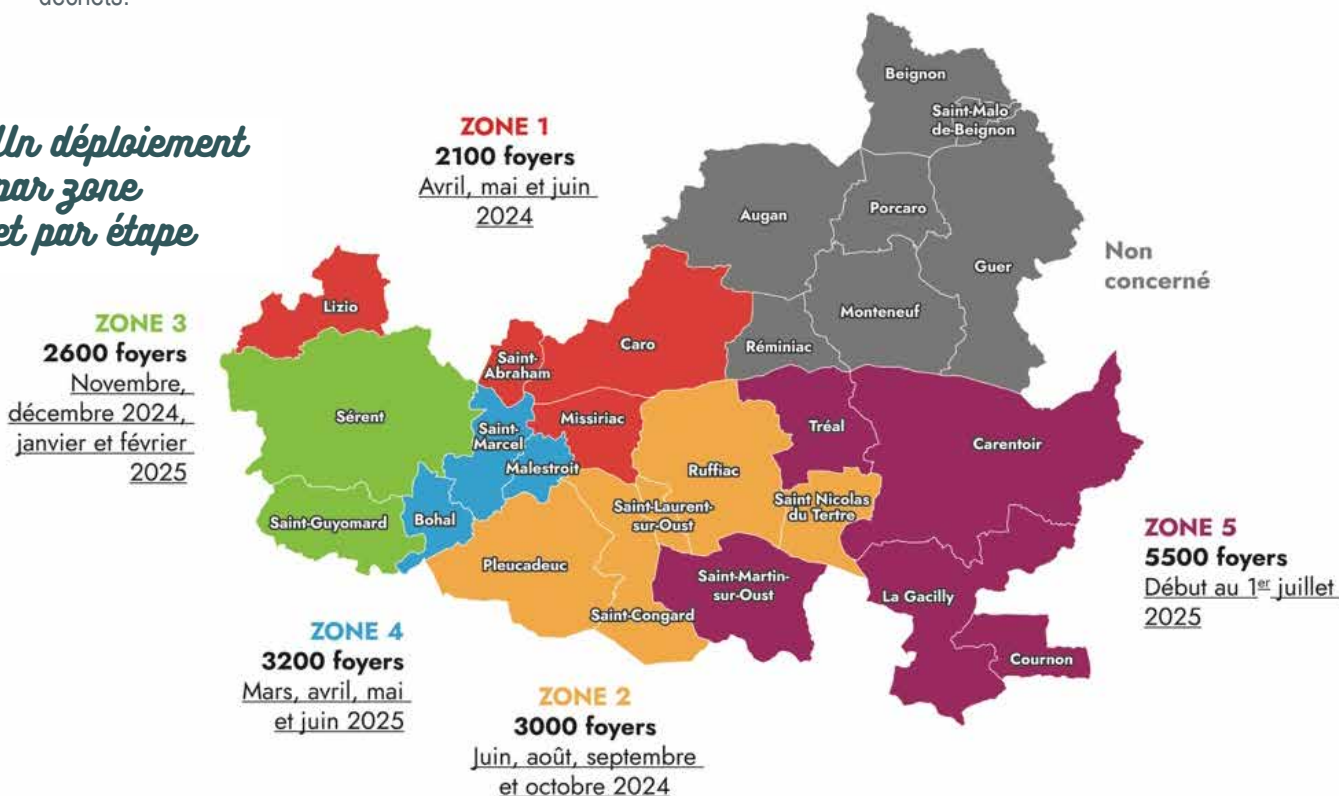 déchets.
Un déploiement
par zone
et par étape
ZONE 1
2100 foyers
Avril, mai et juin
2024
Beignon
Saint-Malo
de-Beignon
Augan
Porcaro
Guer
Non
concerné
Monteneuf
Réminiac
Lizio
Caro
Saint-
Abraham
Missiriac
ZONE 3
2600 foyers
Novembre,
décembre 2024,
janvier et février
2025
Sérent
Saint-
Marcel
Malestroit
Bohal
Saint-Guyomard
Ruffiac
Tréal
Carentoir
Saint-Laurent-
sur-Oust
Saint Nicolas
du Tertre
Pleucadeuc
Saint-Congard
Saint-Martin-
sur-Oust
La Gacilly
Cournon
ZONE 5
5500 foyers
Début au 1er juillet
2025
ZONE 4
3200 foyers
Mars, avril, mai
et juin 2025
ZONE 2
3000 foyers
Juin, août, septembre
et octobre 2024